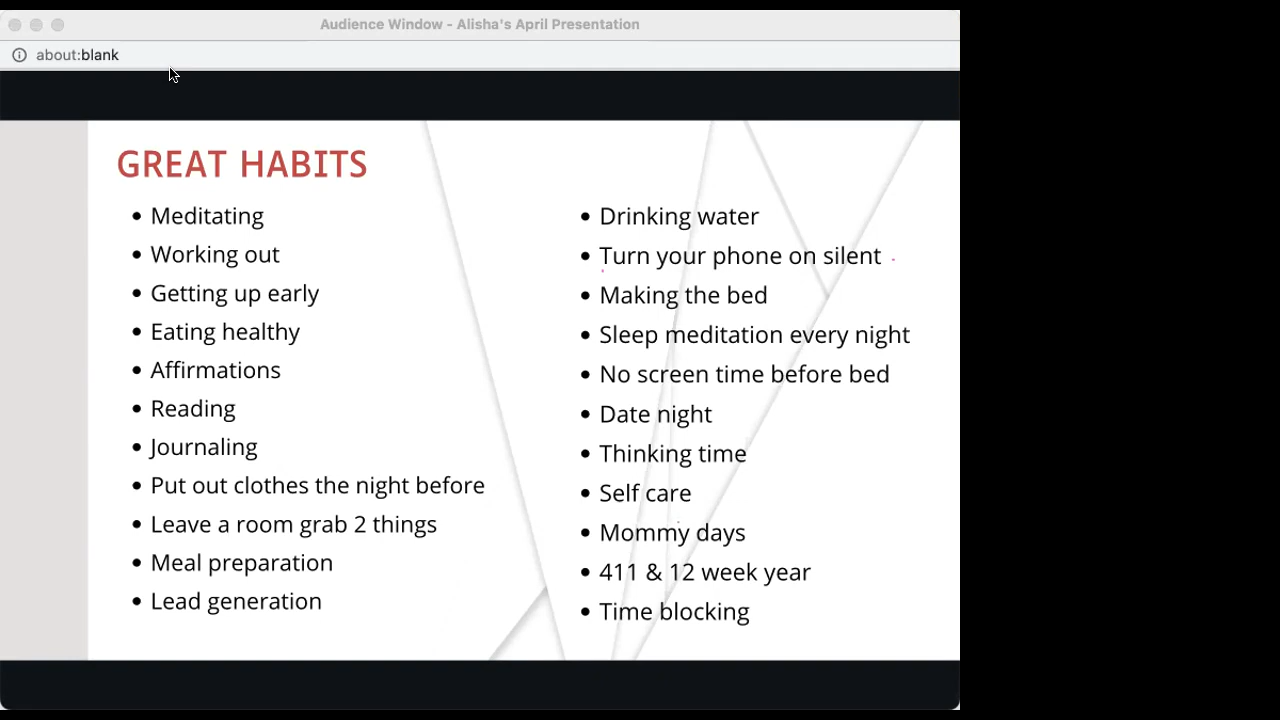 Audience Window - Alisha's April Presentation
about:blank
GREAT HABITS
• Meditating
• Working out
• Getting up early
• Eating healthy
• Affirmations
• Reading
• Journaling
• Put out clothes the night before
• Leave a room grab 2 things
• Meal preparation
• Lead generation
• Drinking water
• Turn your phone on silent
• Making the bed
• Sleep meditation every night
• No screen time before bed
• Date night
• Thinking time
• Self care
• Mommy days
• 411 & 12 week year
• Time blocking